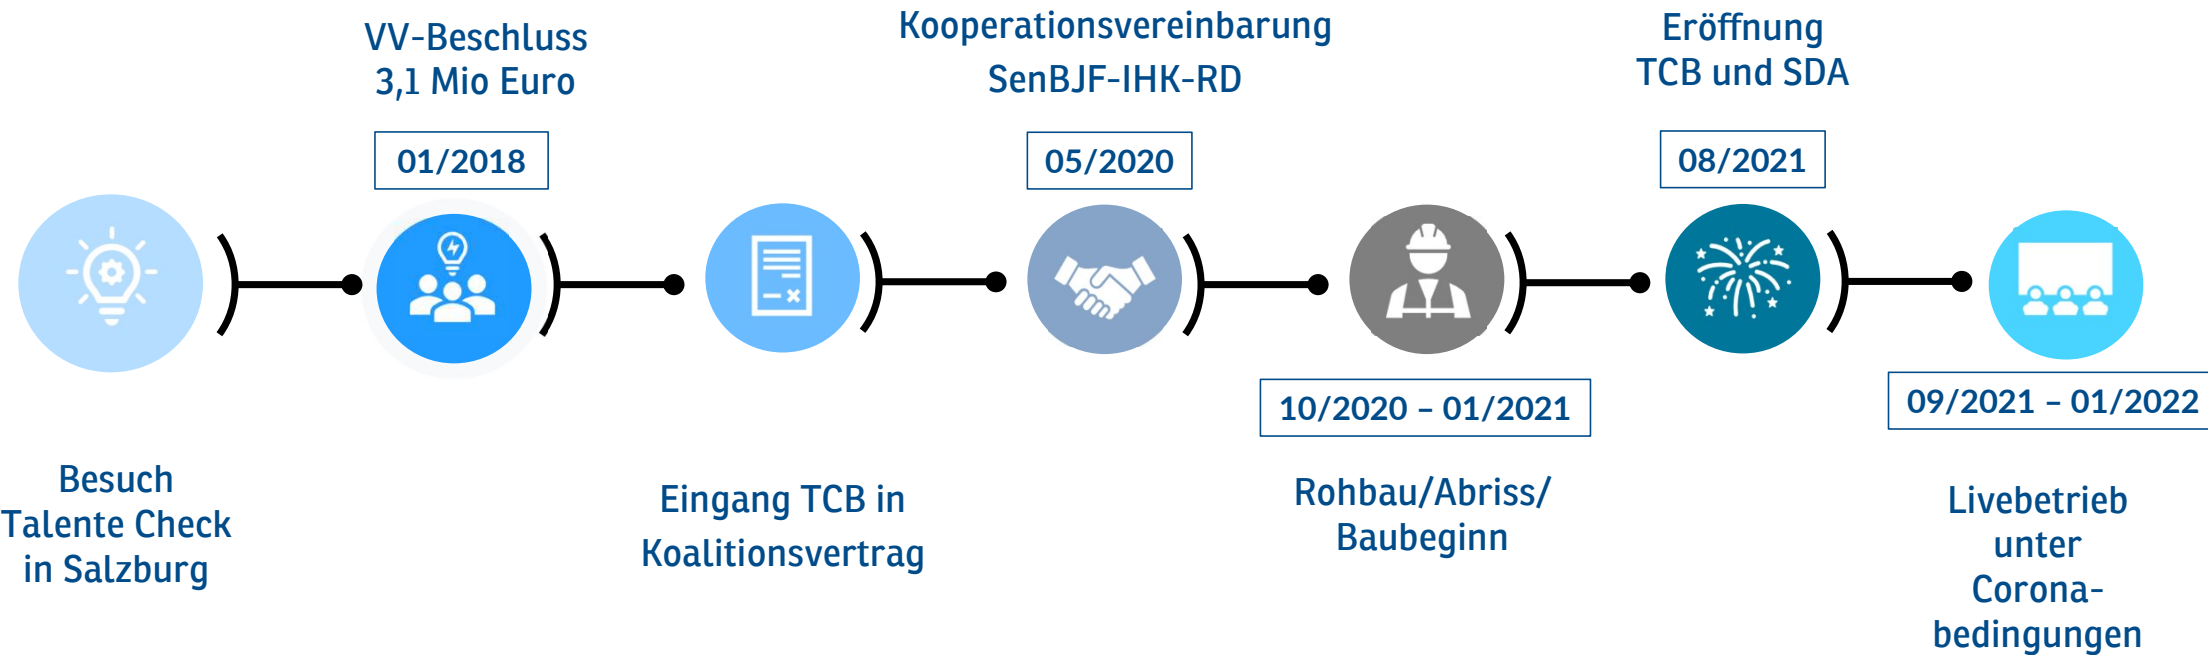 Besuch
Talente Check
in Salzburg
VV-Beschluss
3,1 Mio Euro
01/2018
Eingang TCB in
Koalitionsvertrag
Kooperationsvereinbarung
SenBJF-IHK-RD
05/2020
10/2020 – 01/2021
Rohbau/Abriss/
Baubeginn
Eröffnung
TCB und SDA
08/2021
09/2021 – 01/2022
Livebetrieb
unter
Corona-
bedingungen